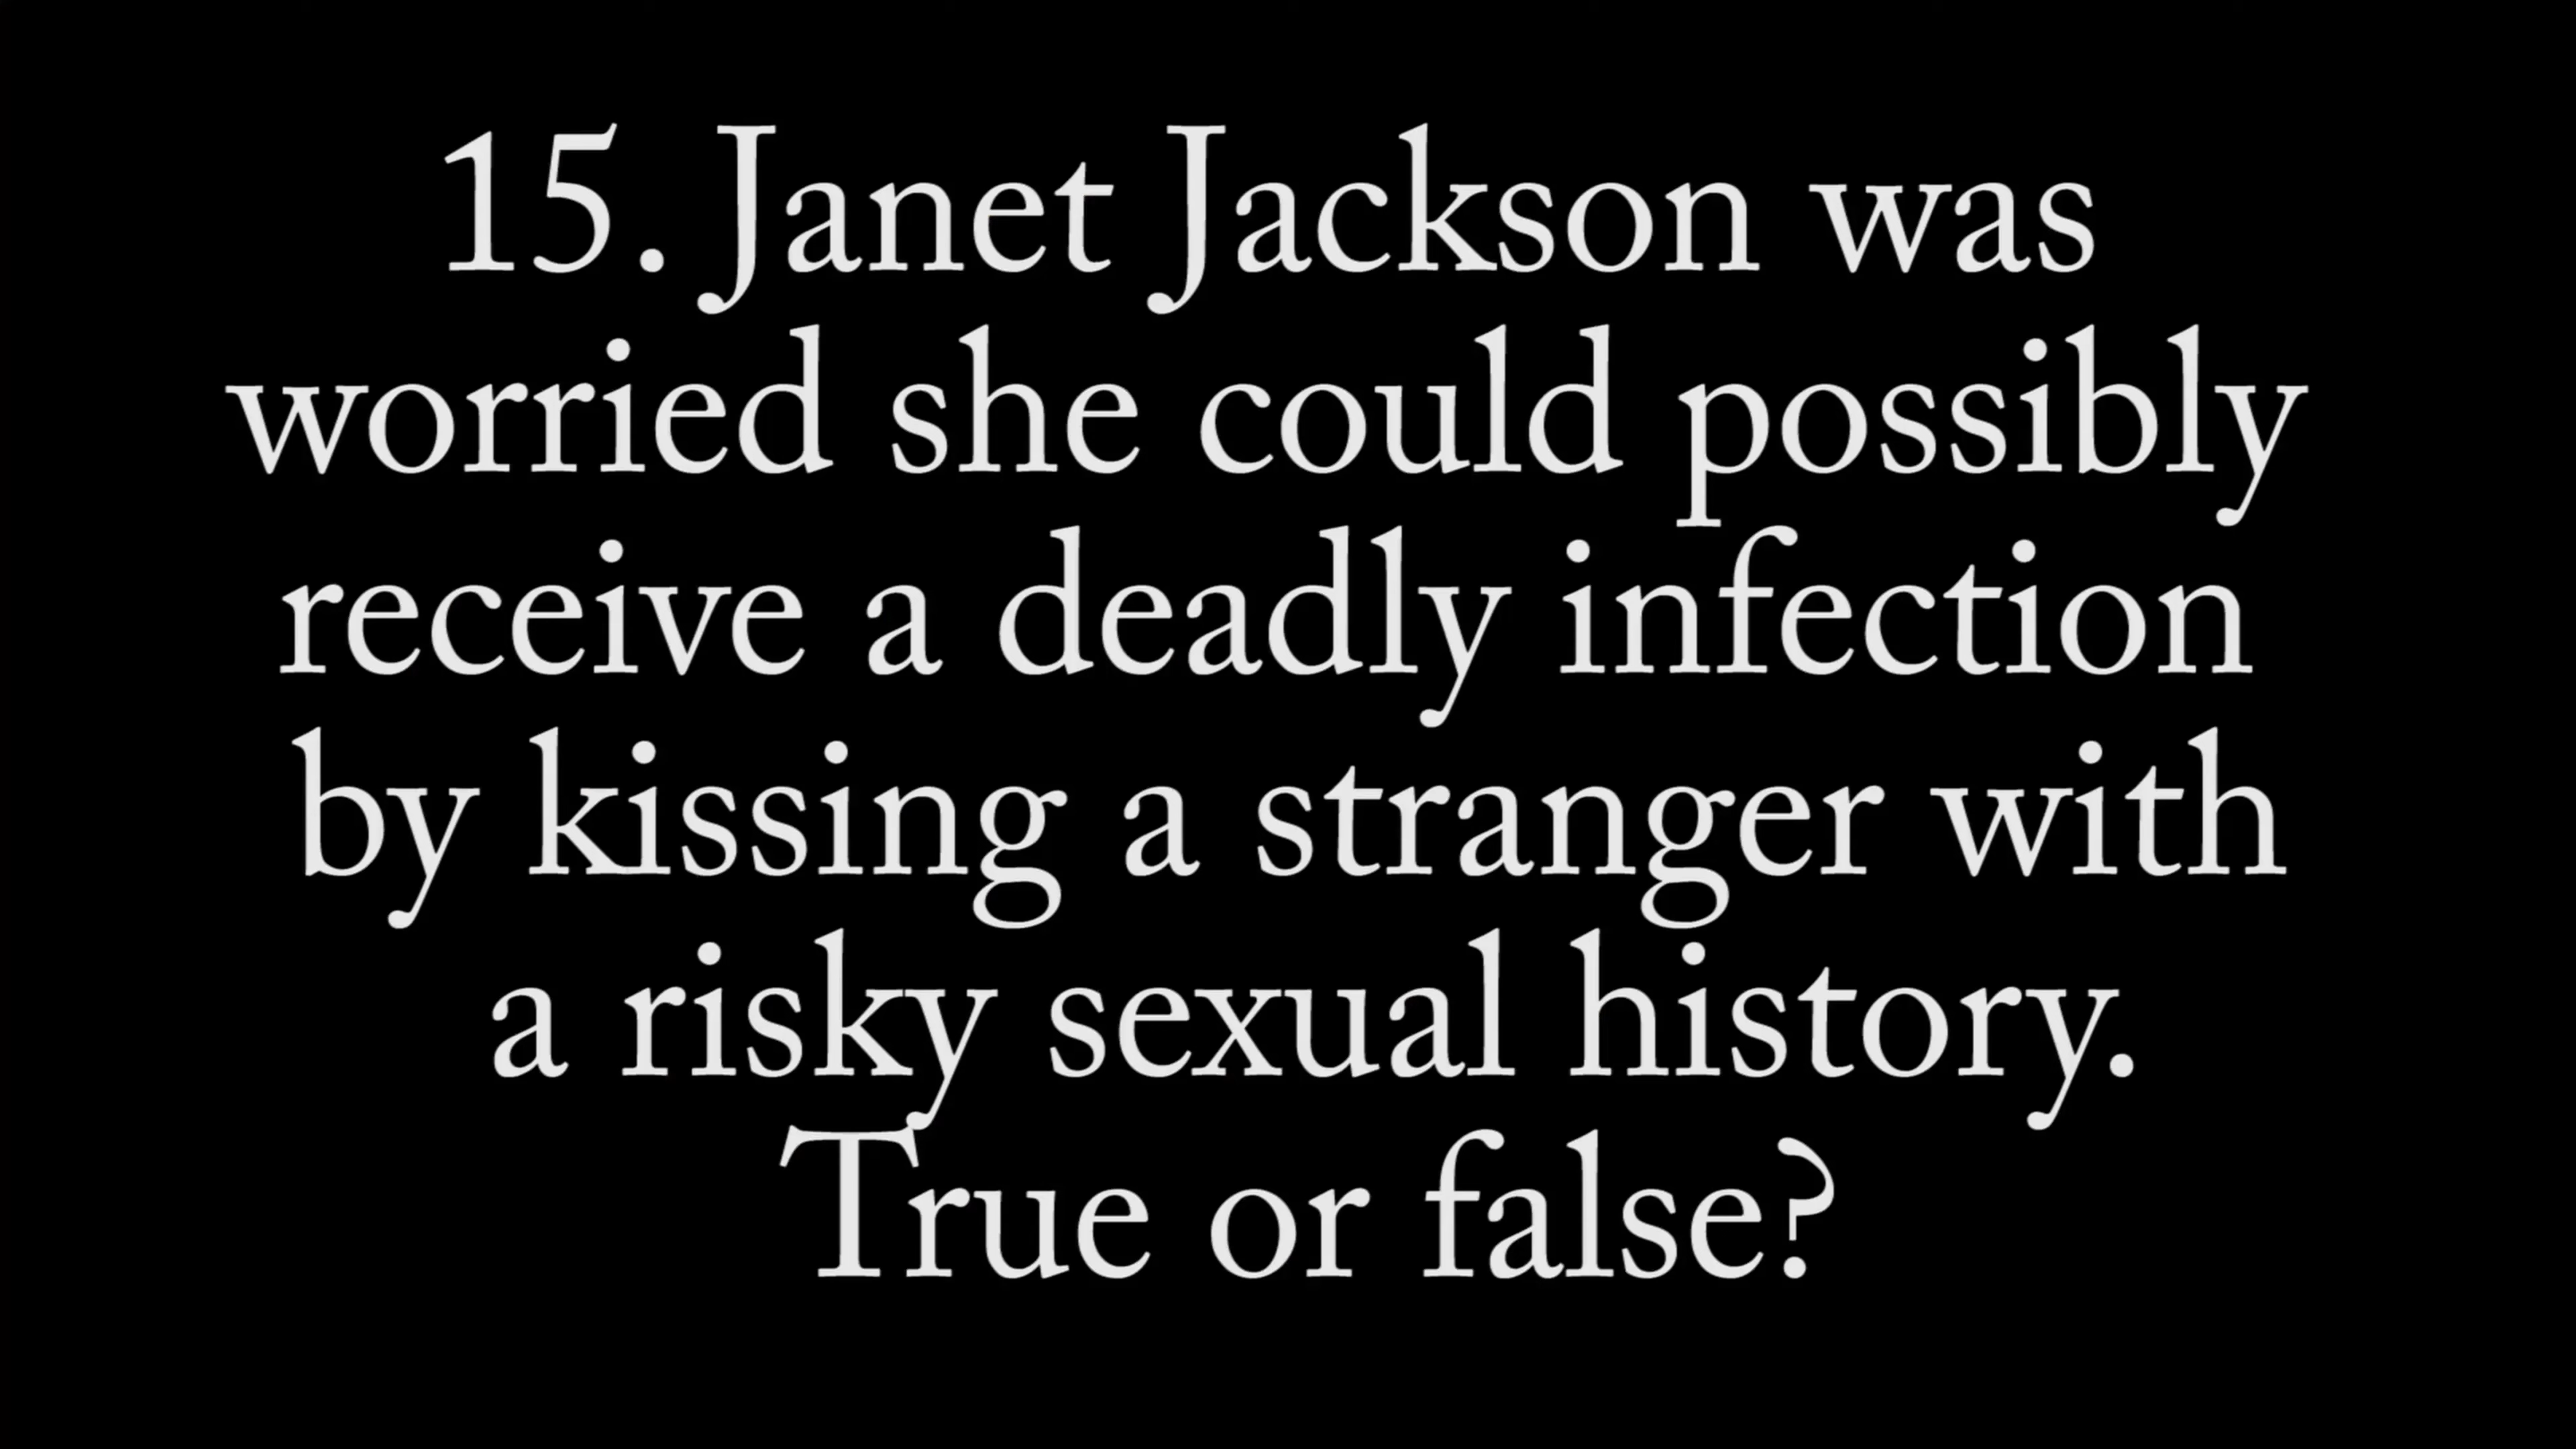 15. Janet Jackson was
worried she could possibly
receive a deadly infection
by kissing a stranger with
a risky sexual history.
True or false?